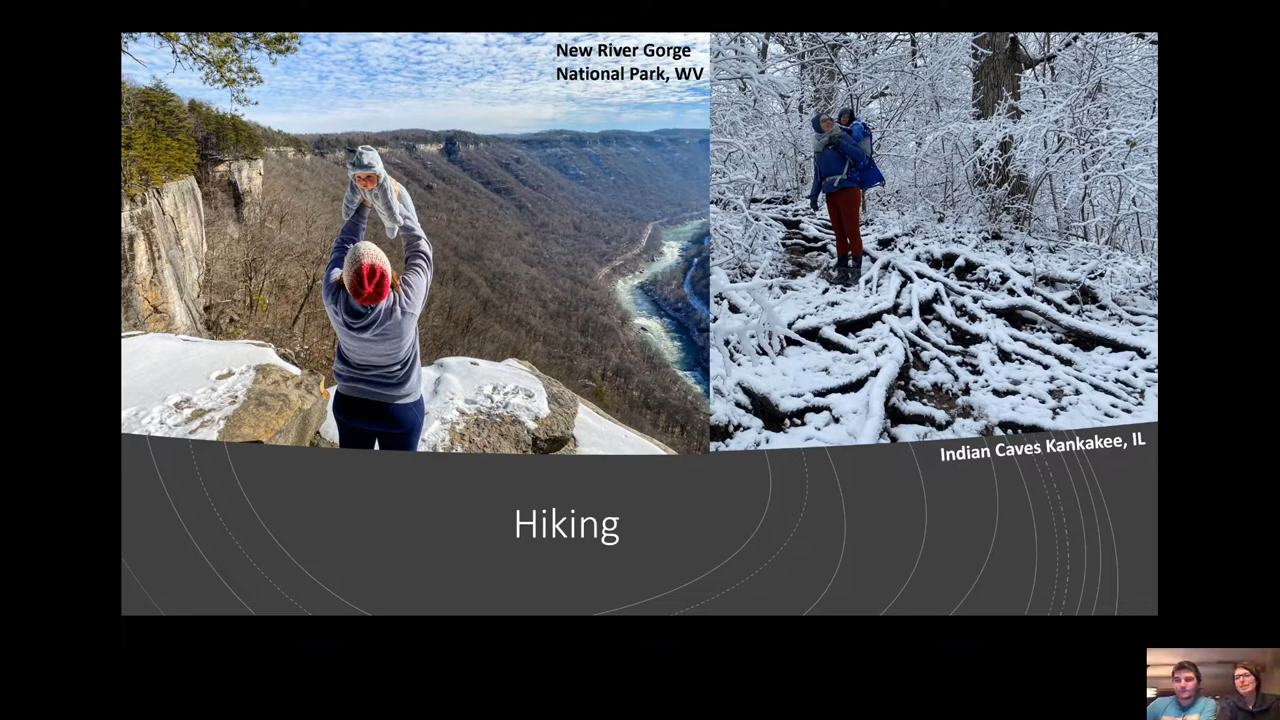 New River Gorge
National Park, WV
Indian Caves Kankakee, IL
Hiking